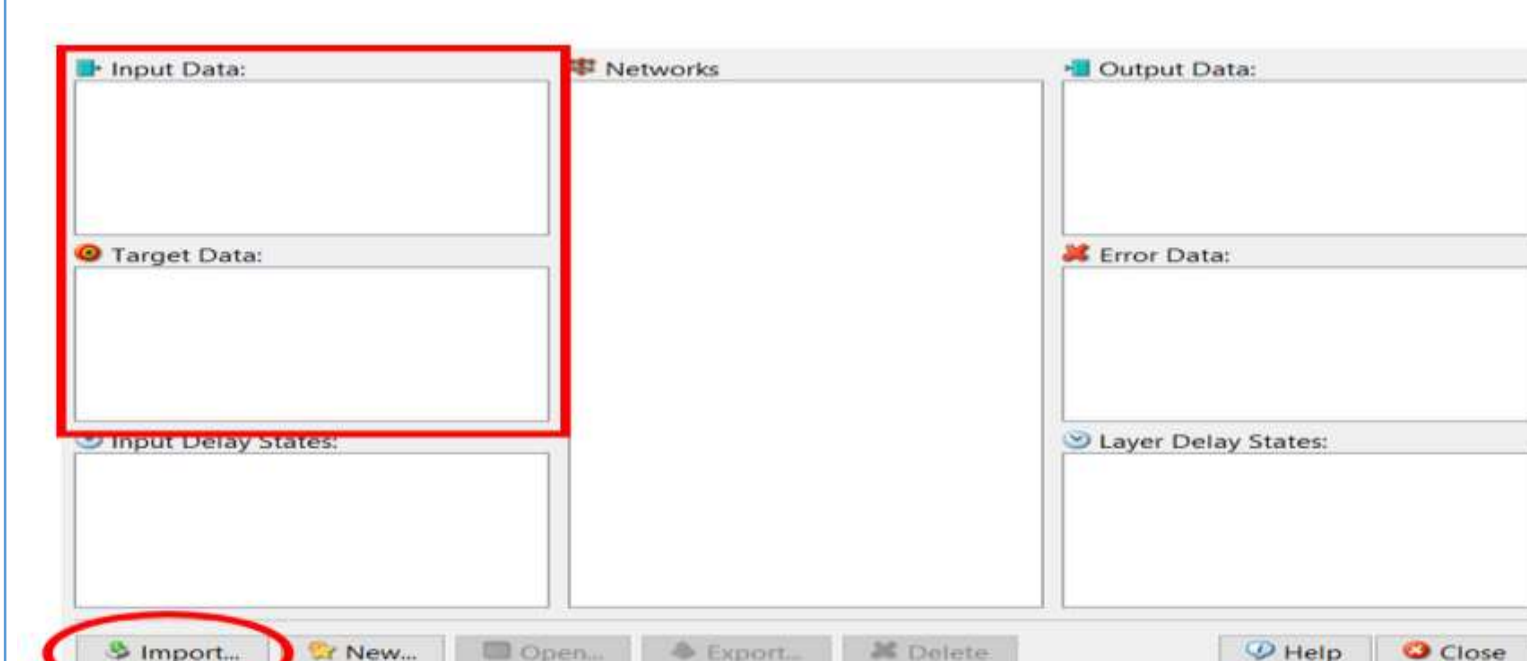 Input Data:
Networks
Output Data:
Target Data:
Error Data:
Input Delay States:
Layer Delay States:
Import...
New...
Open...
Export...
Delete
Help
Close